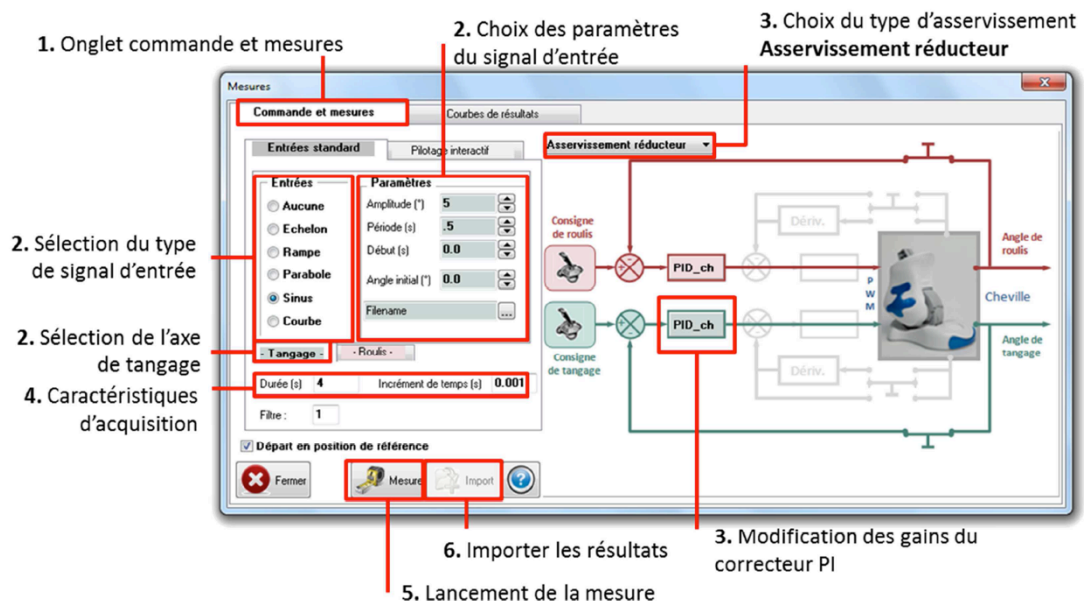 1. Onglet commande et mesures
2. Choix des paramètres
du signal d'entrée
3. Choix du type d'asservissement
Asservissement réducteur
Mesures
Commande et mesures
Courbes de résultats
Entrées standard
Pilotage interactif
Asservissement réducteur
Entrées
Aucune
Echelon
Rampe
Parabole
Sinus
Courbe
Paramètres
Amplitude (°) 5
Période (s) .5
Début (s) 0.0
Angle initial (°) 0.0
Filename ...
- Tangage -
- Roulis -
Durée (s) 4
Incrément de temps (s) 0.001
Filtre : 1
Départ en position de référence
Fermer
Mesure
Import
Consigne
de roulis
PID_ch
Dériv.
Angle de
roulis
P
W
M
Cheville
PID_ch
Consigne
de tangage
Dériv.
Angle de
tangage
2. Sélection du type
de signal d'entrée
2. Sélection de l'axe
de tangage
4. Caractéristiques
d'acquisition
6. Importer les résultats
5. Lancement de la mesure
3. Modification des gains du
correcteur PI